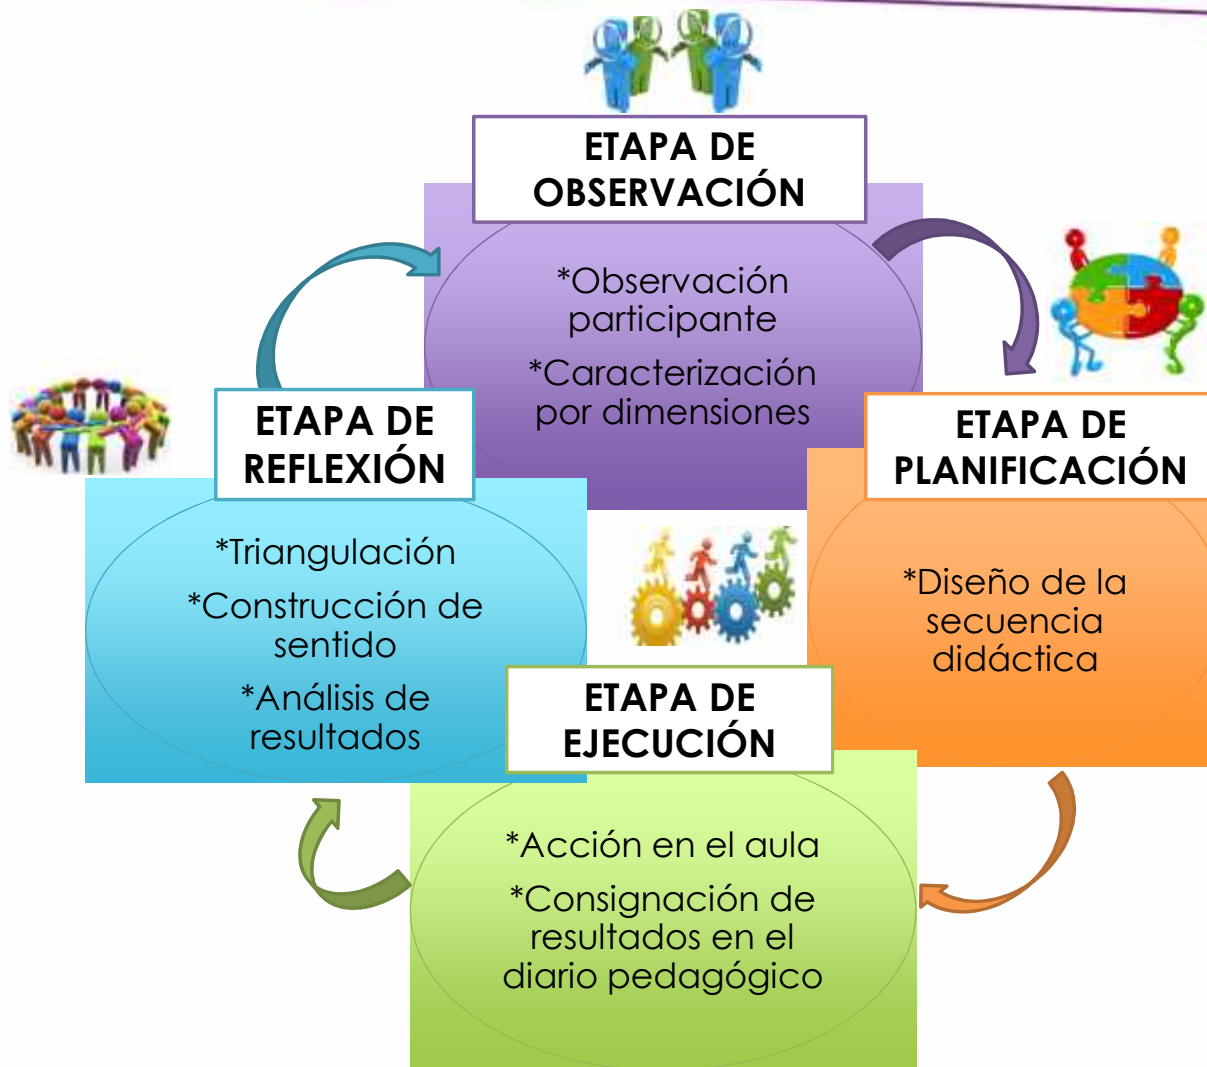 ETAPA DE
OBSERVACIÓN
*Observación
participante
*Caracterización
por dimensiones
ETAPA DE
PLANIFICACIÓN
*Diseño de la
secuencia
didáctica
ETAPA DE
EJECUCIÓN
*Acción en el aula
*Consignación de
resultados en el
diario pedagógico
ETAPA DE
REFLEXIÓN
*Triangulación
*Construcción de
sentido
*Análisis de
resultados